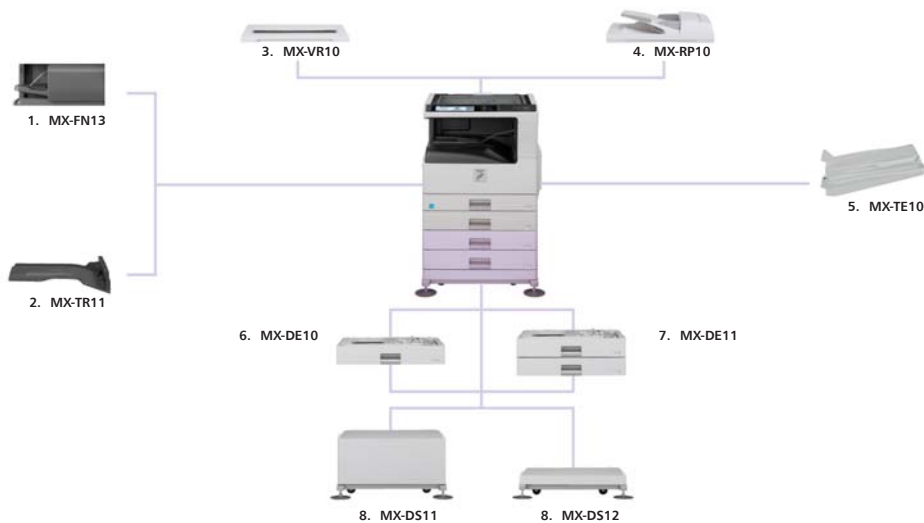 3. MX-VR10
4. MX-RP10
1. MX-FN13
5. MX-TE10
2. MX-TR11
6. MX-DE10
7. MX-DE11
8. MX-DS11
8. MX-DS12